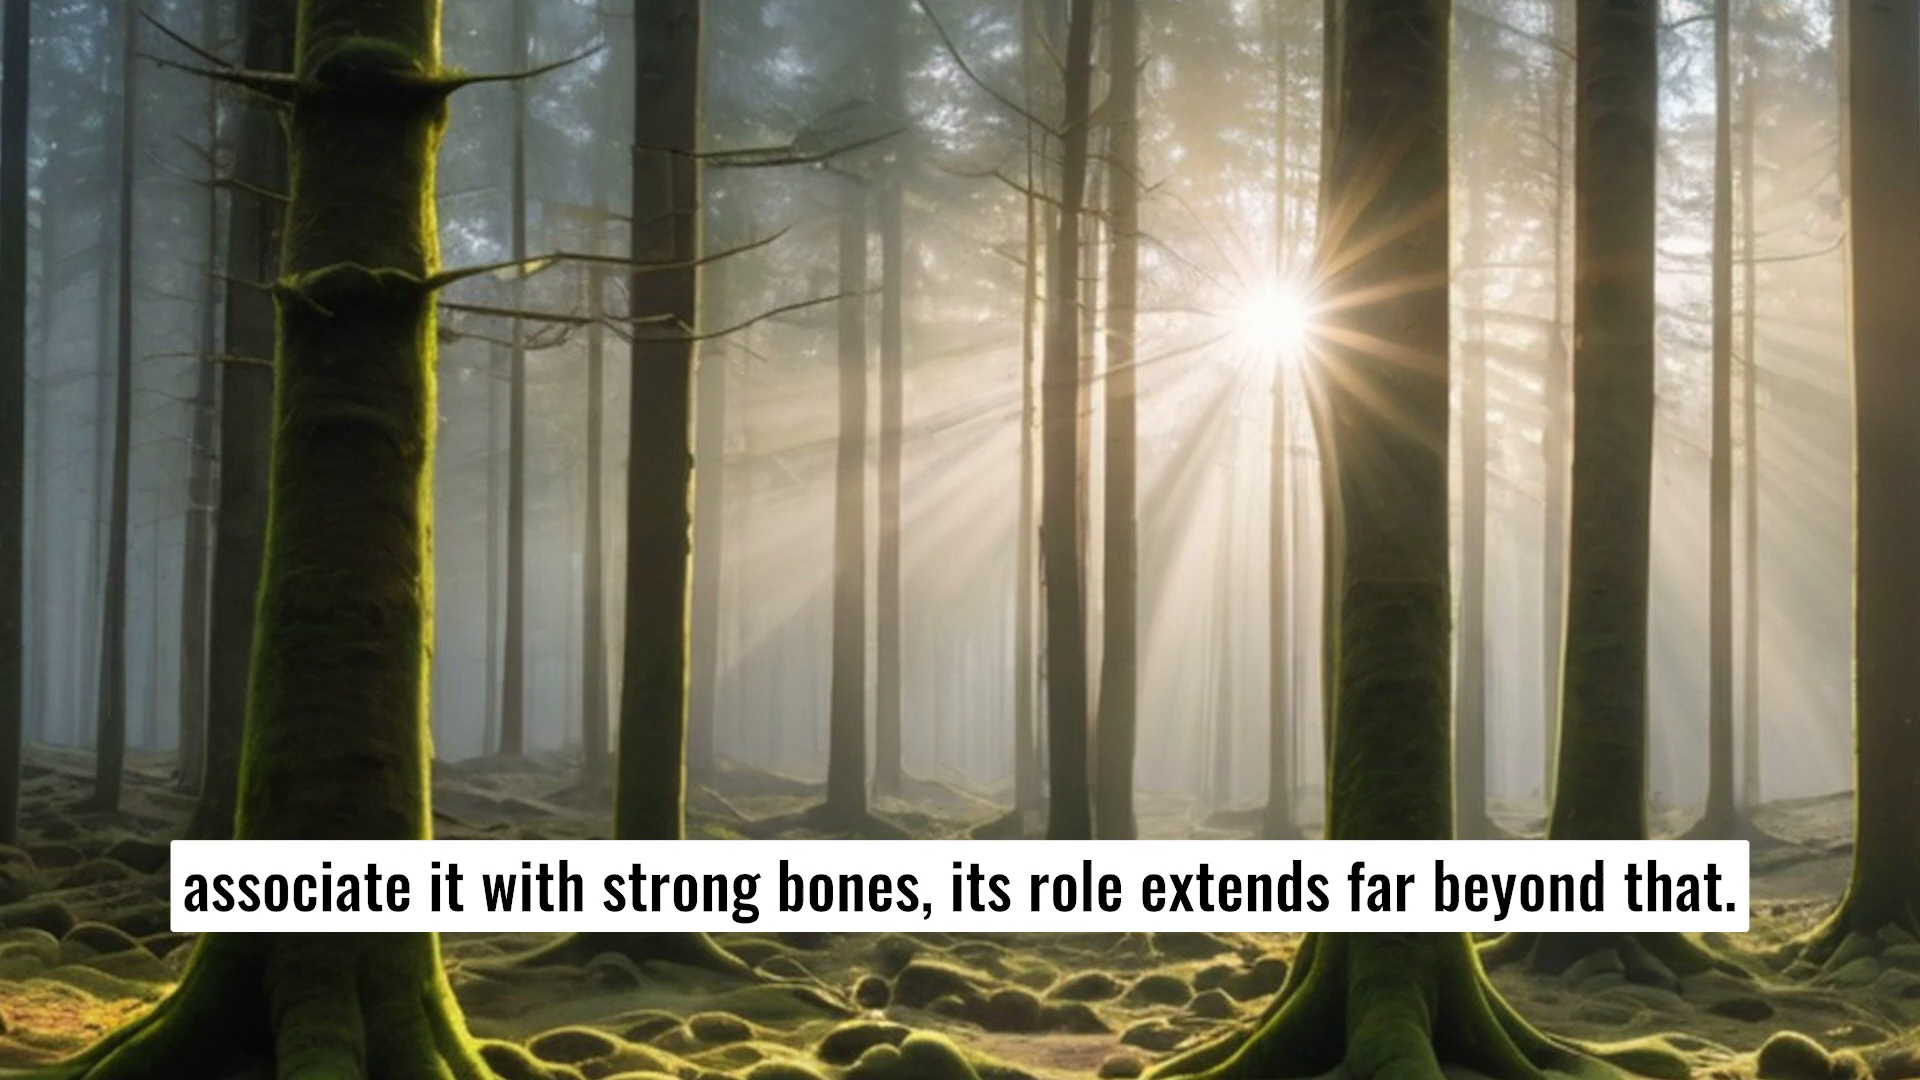 associate it with strong bones, its role extends far beyond that.